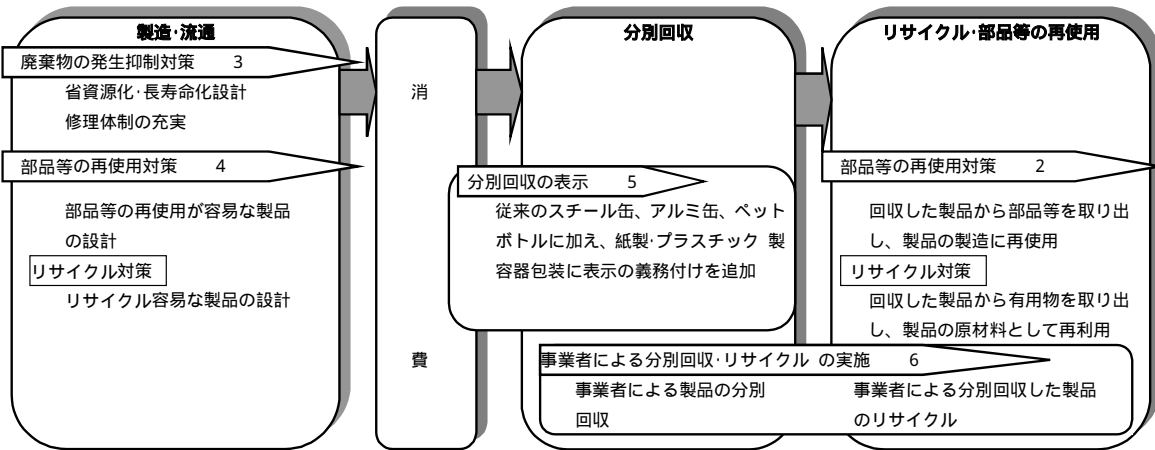 製造･流通
廃棄物の発生抑制対策 3
省資源化･長寿命化設計
修理体制の充実
部品等の再使用対策 4
部品等の再使用が容易な製品
の設計
リサイクル対策
リサイクル容易な製品の設計
消
費
分別回収
分別回収の表示 5
従来のスチール缶、アルミ缶、ペット
ボトルに加え、紙製･プラスチック 製
容器包装に表示の義務付けを追加
リサイクル･部品等の再使用
部品等の再使用対策 2
回収した製品から部品等を取り出
し、製品の製造に再使用
リサイクル対策
回収した製品から有用物を取り出
し、製品の原材料として再利用
事業者による分別回収･リサイクル の実施 6
事業者による製品の分別
回収
事業者による分別回収した製品
のリサイクル